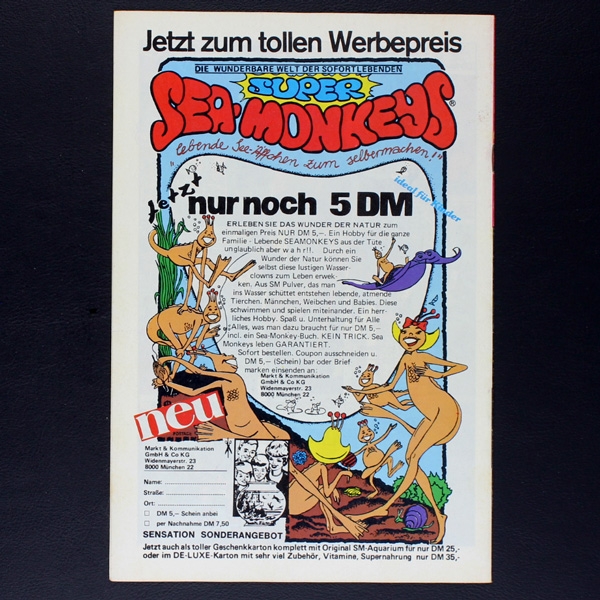 Jetzt zum tollen Werbepreis
DIE WUNDERBARE WELT DER SOFORTLEBENDEN
SUPER
SEA-MONKEYS®
"lebende See-Äffchen zum selbermachen!"
Jetzt
nur noch 5 DM
ideal für Kinder
ERLEBEN SIE DAS WUNDER DER NATUR zum
einmaligen Preis NUR DM 5,–. Ein Hobby für die ganze
Familie - Lebende SEAMONKEYS aus der Tüte
unglaublich aber w a h r!!. Durch ein
Wunder der Natur können Sie
selbst diese lustigen Wasser-
clowns zum Leben erwek-
ken. Aus SM Pulver, das man
ins Wasser schüttet entstehen lebende, atmende
Tierchen. Männchen, Weibchen und Babies. Diese
schwimmen und spielen miteinander. Ein herr-
liches Hobby. Spaß u. Unterhaltung für Alle
Alles, was man dazu braucht für nur DM 5,-
incl. ein Sea-Monkey-Buch. KEIN TRICK. Sea
Monkeys leben GARANTIERT.
Sofort bestellen. Coupon ausschneiden u.
DM 5,– (Schein) bar oder Brief
marken einsenden an:
Markt & Kommunikation
GmbH & Co KG
Widenmayerstr. 23
8000 München 22
neu
Markt & Kommunikation
GmbH & Co KG
Widenmayerstr. 23
8000 München 22
Name:
Straße:
Ort:
DM 5,– Schein anbei
per Nachnahme DM 7,50
SENSATION SONDERANGEBOT
Jetzt auch als toller Geschenkkarton komplett mit Original SM-Aquarium für nur DM 25,-
oder im DE-LUXE-Karton mit sehr viel Zubehör, Vitamine, Supernahrung nur DM 35,-